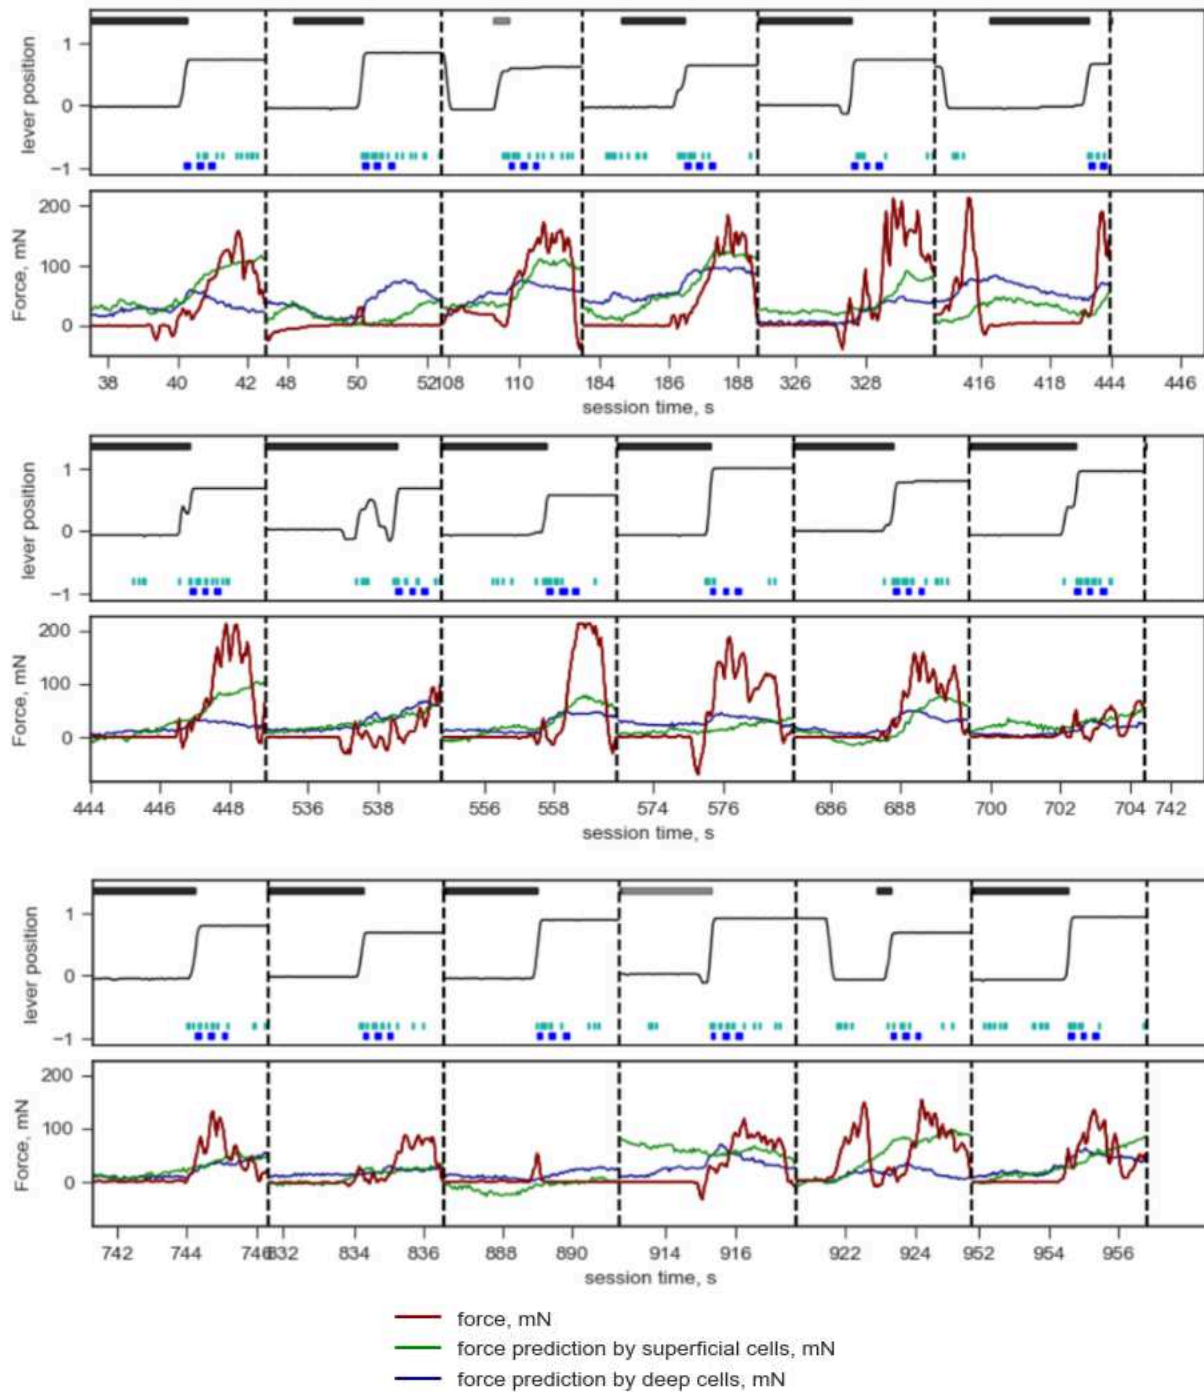 1
0
−1
lever position
200
100
0
Force, mN
38 40 42 48 50 52108 110 184 186 188 326 328 416 418 444 446
session time, s
1
0
−1
lever position
200
100
0
Force, mN
444 446 448 536 538 556 558 574 576 686 688 700 702 704 742
session time, s
1
0
−1
lever position
200
100
0
Force, mN
742 744 746 832 834 836 888 890 914 916 922 924 952 954 956
session time, s
force, mN
force prediction by superficial cells, mN
force prediction by deep cells, mN